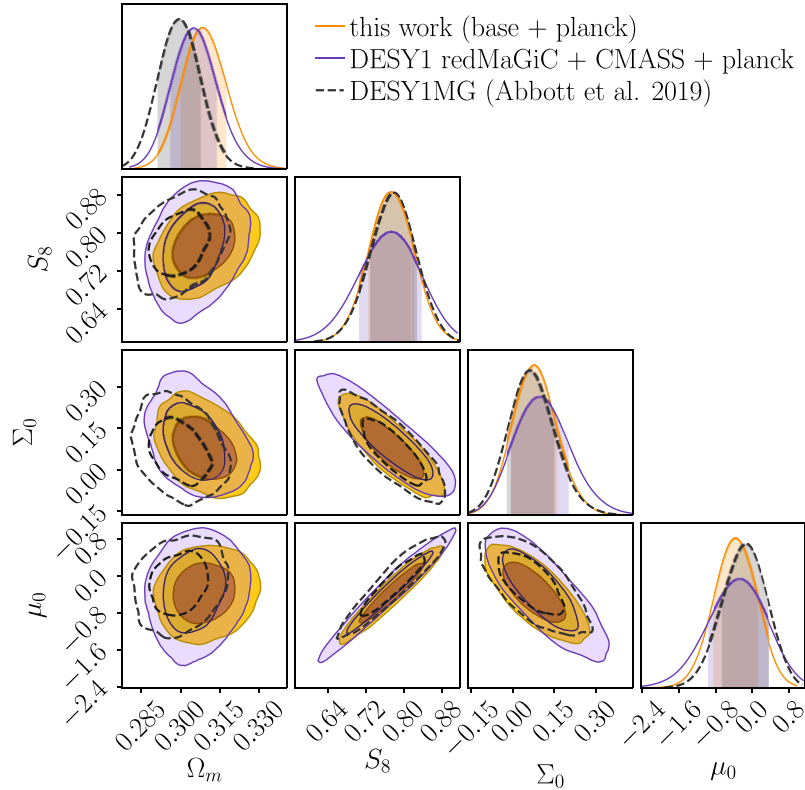 this work (base + planck)
DESY1 redMaGiC + CMASS + planck
DESY1MG (Abbott et al. 2019)
S₈
0.88
0.80
0.72
0.64
Σ₀
0.30
0.15
0.00
−0.15
μ₀
0.8
0.0
−0.8
−1.6
−2.4
0.285 0.300 0.315 0.330
0.64 0.72 0.80 0.88
−0.15 0.00 0.15 0.30
−2.4 −1.6 −0.8 0.0 0.8
Ωₘ S₈ Σ₀ μ₀